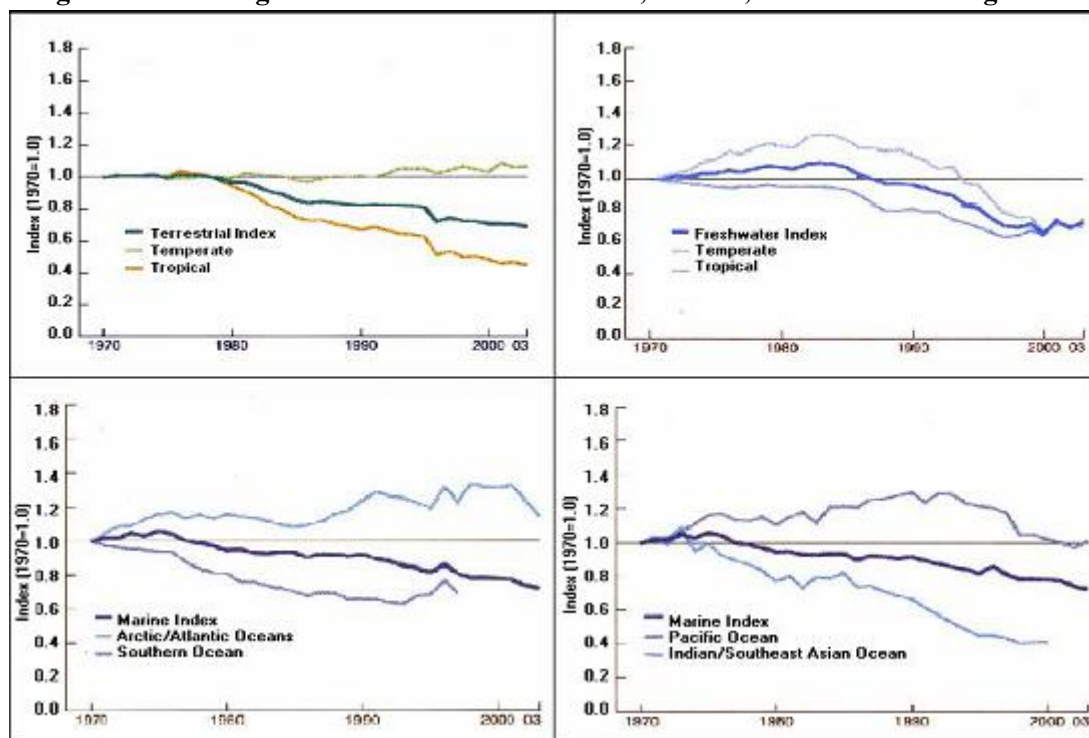 1.8
1.6
1.4
1.2
1.0
0.8
0.6
0.4
0.2
0.0
Index (1970=1.0)
Terrestrial Index
Temperate
Tropical
1970 1980 1990 2000 03
1.8
1.6
1.4
1.2
1.0
0.8
0.6
0.4
0.2
0.0
Index (1970=1.0)
Freshwater Index
Temperate
Tropical
1970 1980 1990 2000 03
1.8
1.6
1.4
1.2
1.0
0.8
0.6
0.4
0.2
0.0
Index (1970=1.0)
Marine Index
Arctic/Atlantic Oceans
Southern Ocean
1970 1980 1990 2000 03
1.8
1.6
1.4
1.2
1.0
0.8
0.6
0.4
0.2
0.0
Index (1970=1.0)
Marine Index
Pacific Ocean
Indian/Southeast Asian Ocean
1970 1980 1990 2000 03